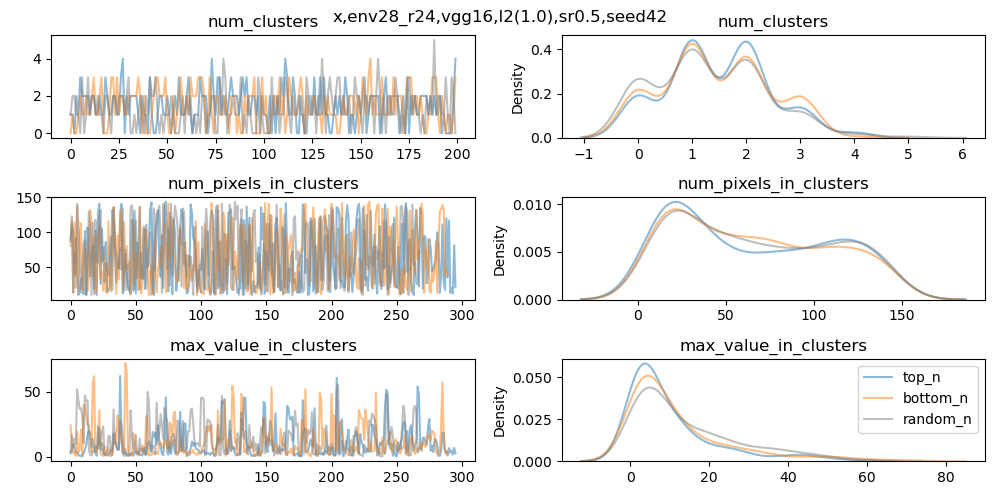 x,env28_r24,vgg16,l2(1.0),sr0.5,seed42
num_clusters
4
2
0
0 25 50 75 100 125 150 175 200
num_clusters
Density
0.4
0.2
0.0
−1 0 1 2 3 4 5 6
num_pixels_in_clusters
150
100
50
0 50 100 150 200 250 300
num_pixels_in_clusters
Density
0.010
0.005
0.000
0 50 100 150
max_value_in_clusters
50
0
0 50 100 150 200 250 300
max_value_in_clusters
Density
0.050
0.025
0.000
0 20 40 60 80
top_n
bottom_n
random_n